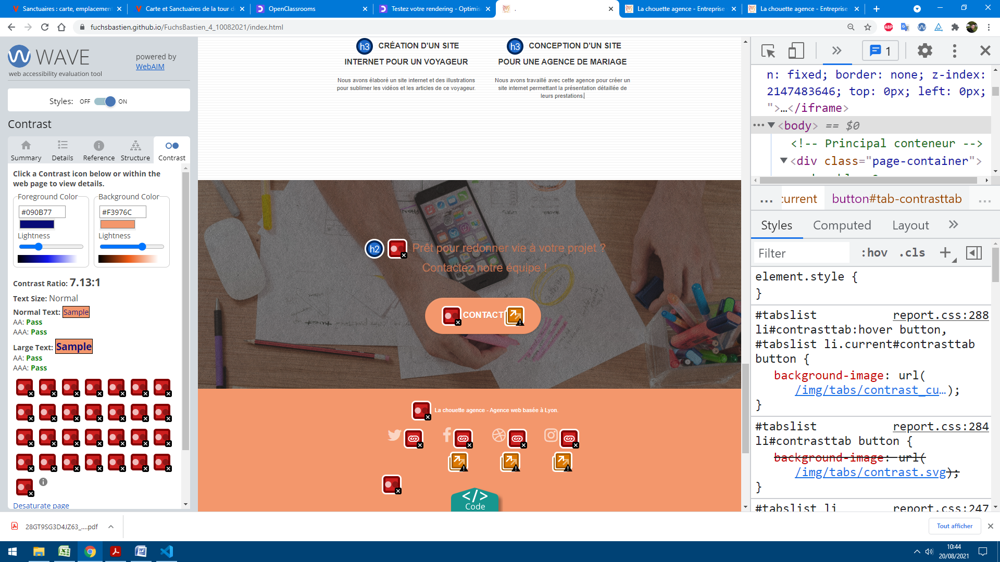 Sanctuaires : carte, emplacement
Carte et Sanctuaires de la tour d
OpenClassrooms
Testez votre rendering - Optimis
.
La chouette agence - Entreprise
La chouette agence - Entreprise
fuchsbastien.github.io/FuchsBastien_4_10082021/index.html
ABP
WAVE
web accessibility evaluation tool
powered by
WebAIM
Styles: OFF ON
Contrast
Summary Details Reference Structure Contrast
Click a Contrast icon below or within the
web page to view details.
Foreground Color
#090B77
Lightness
Background Color
#F3976C
Lightness
Contrast Ratio: 7.13:1
Text Size: Normal
Normal Text: Sample
AA: Pass
AAA: Pass
Large Text: Sample
AA: Pass
AAA: Pass
Desaturate page
h3 CRÉATION D'UN SITE
INTERNET POUR UN VOYAGEUR
Nous avons élaboré un site internet et des illustrations
pour sublimer les vidéos et les articles de ce voyageur.
h3 CONCEPTION D'UN SITE
POUR UNE AGENCE DE MARIAGE
Nous avons travaillé avec cette agence pour créer un
site internet permettant la présentation détaillée de
leurs prestations.
h2 Prêt pour redonner vie à votre projet ?
Contactez notre équipe !
CONTACT
La chouette agence - Agence web basée à Lyon.
</>
Code
1
n: fixed; border: none; z-index:
2147483646; top: 0px; left: 0px;
">…</iframe>
<body> == $0
<!-- Principal conteneur -->
<div class="page-container">
... current button#tab-contrasttab ...
Styles Computed Layout
Filter :hov .cls
element.style {
}
#tabslist report.css:288
li#contrasttab:hover button,
#tabslist li.current#contrasttab
button {
background-image: url(
/img/tabs/contrast_cu…);
}
#tabslist report.css:284
li#contrasttab button {
background-image: url(
/img/tabs/contrast.svg);
}
#tabslist li report.css:247
28GT9SG3D4JZ63_....pdf
Tout afficher
10:44
20/08/2021